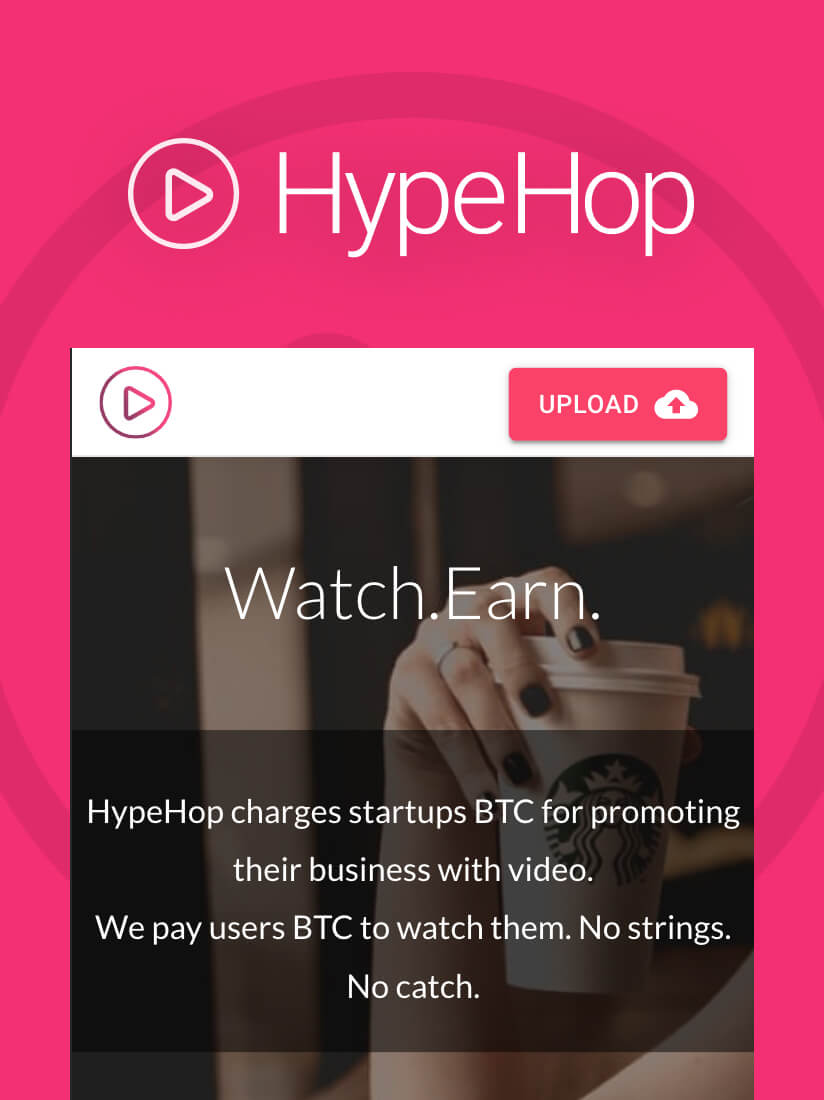 HypeHop
UPLOAD
Watch.Earn.
HypeHop charges startups BTC for promoting
their business with video.
We pay users BTC to watch them. No strings.
No catch.